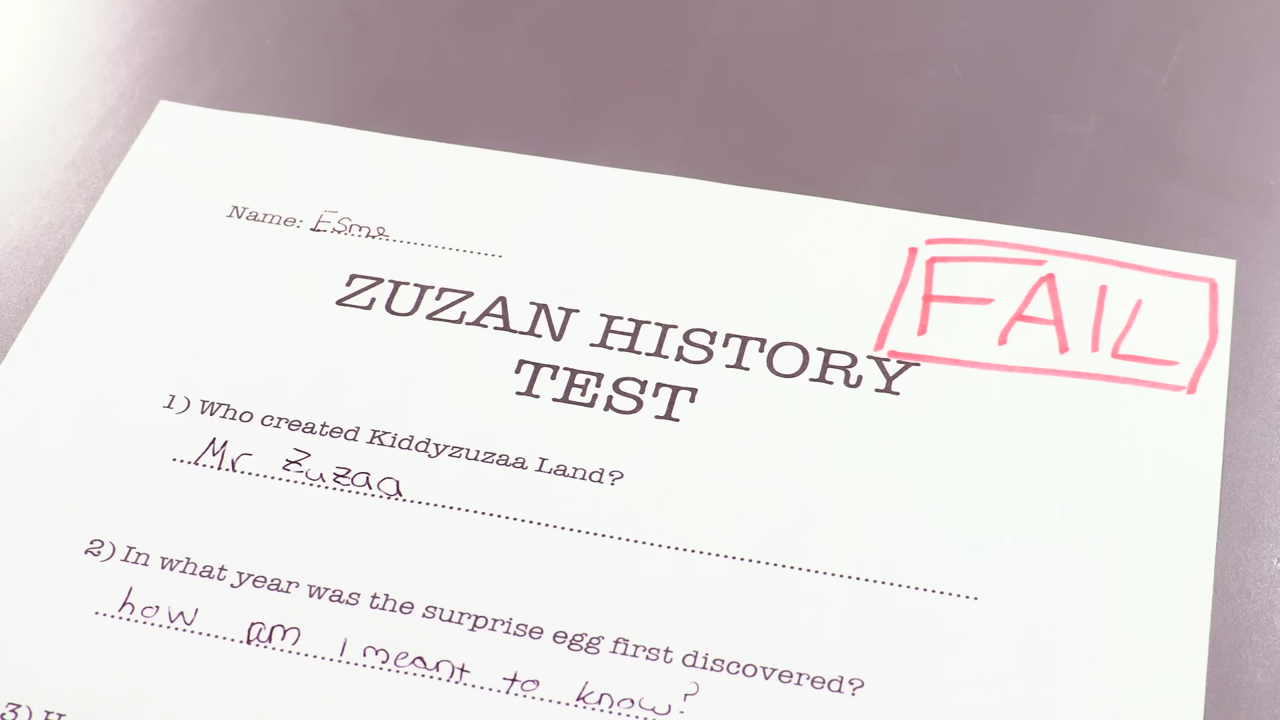 Name: Esme
FAIL
ZUZAN HISTORY
TEST
1) Who created Kiddyzuzaa Land?
Mr Zuzaa
2) In what year was the surprise egg first discovered?
how am I meant to know?
3) H